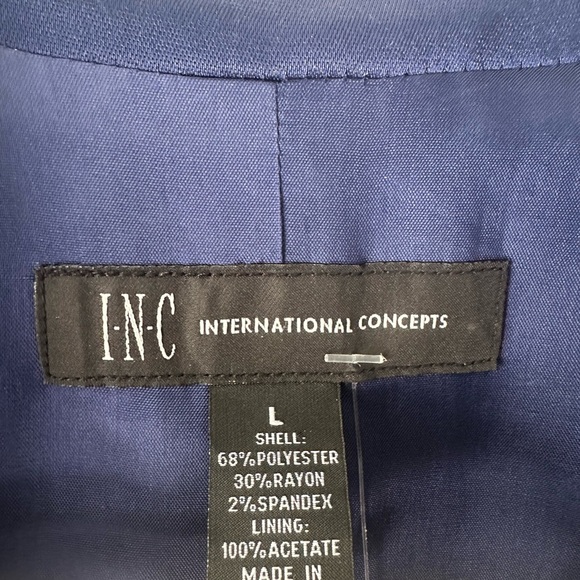 I·N·C INTERNATIONAL CONCEPTS
L
SHELL:
68%POLYESTER
30%RAYON
2%SPANDEX
LINING:
100%ACETATE
MADE IN